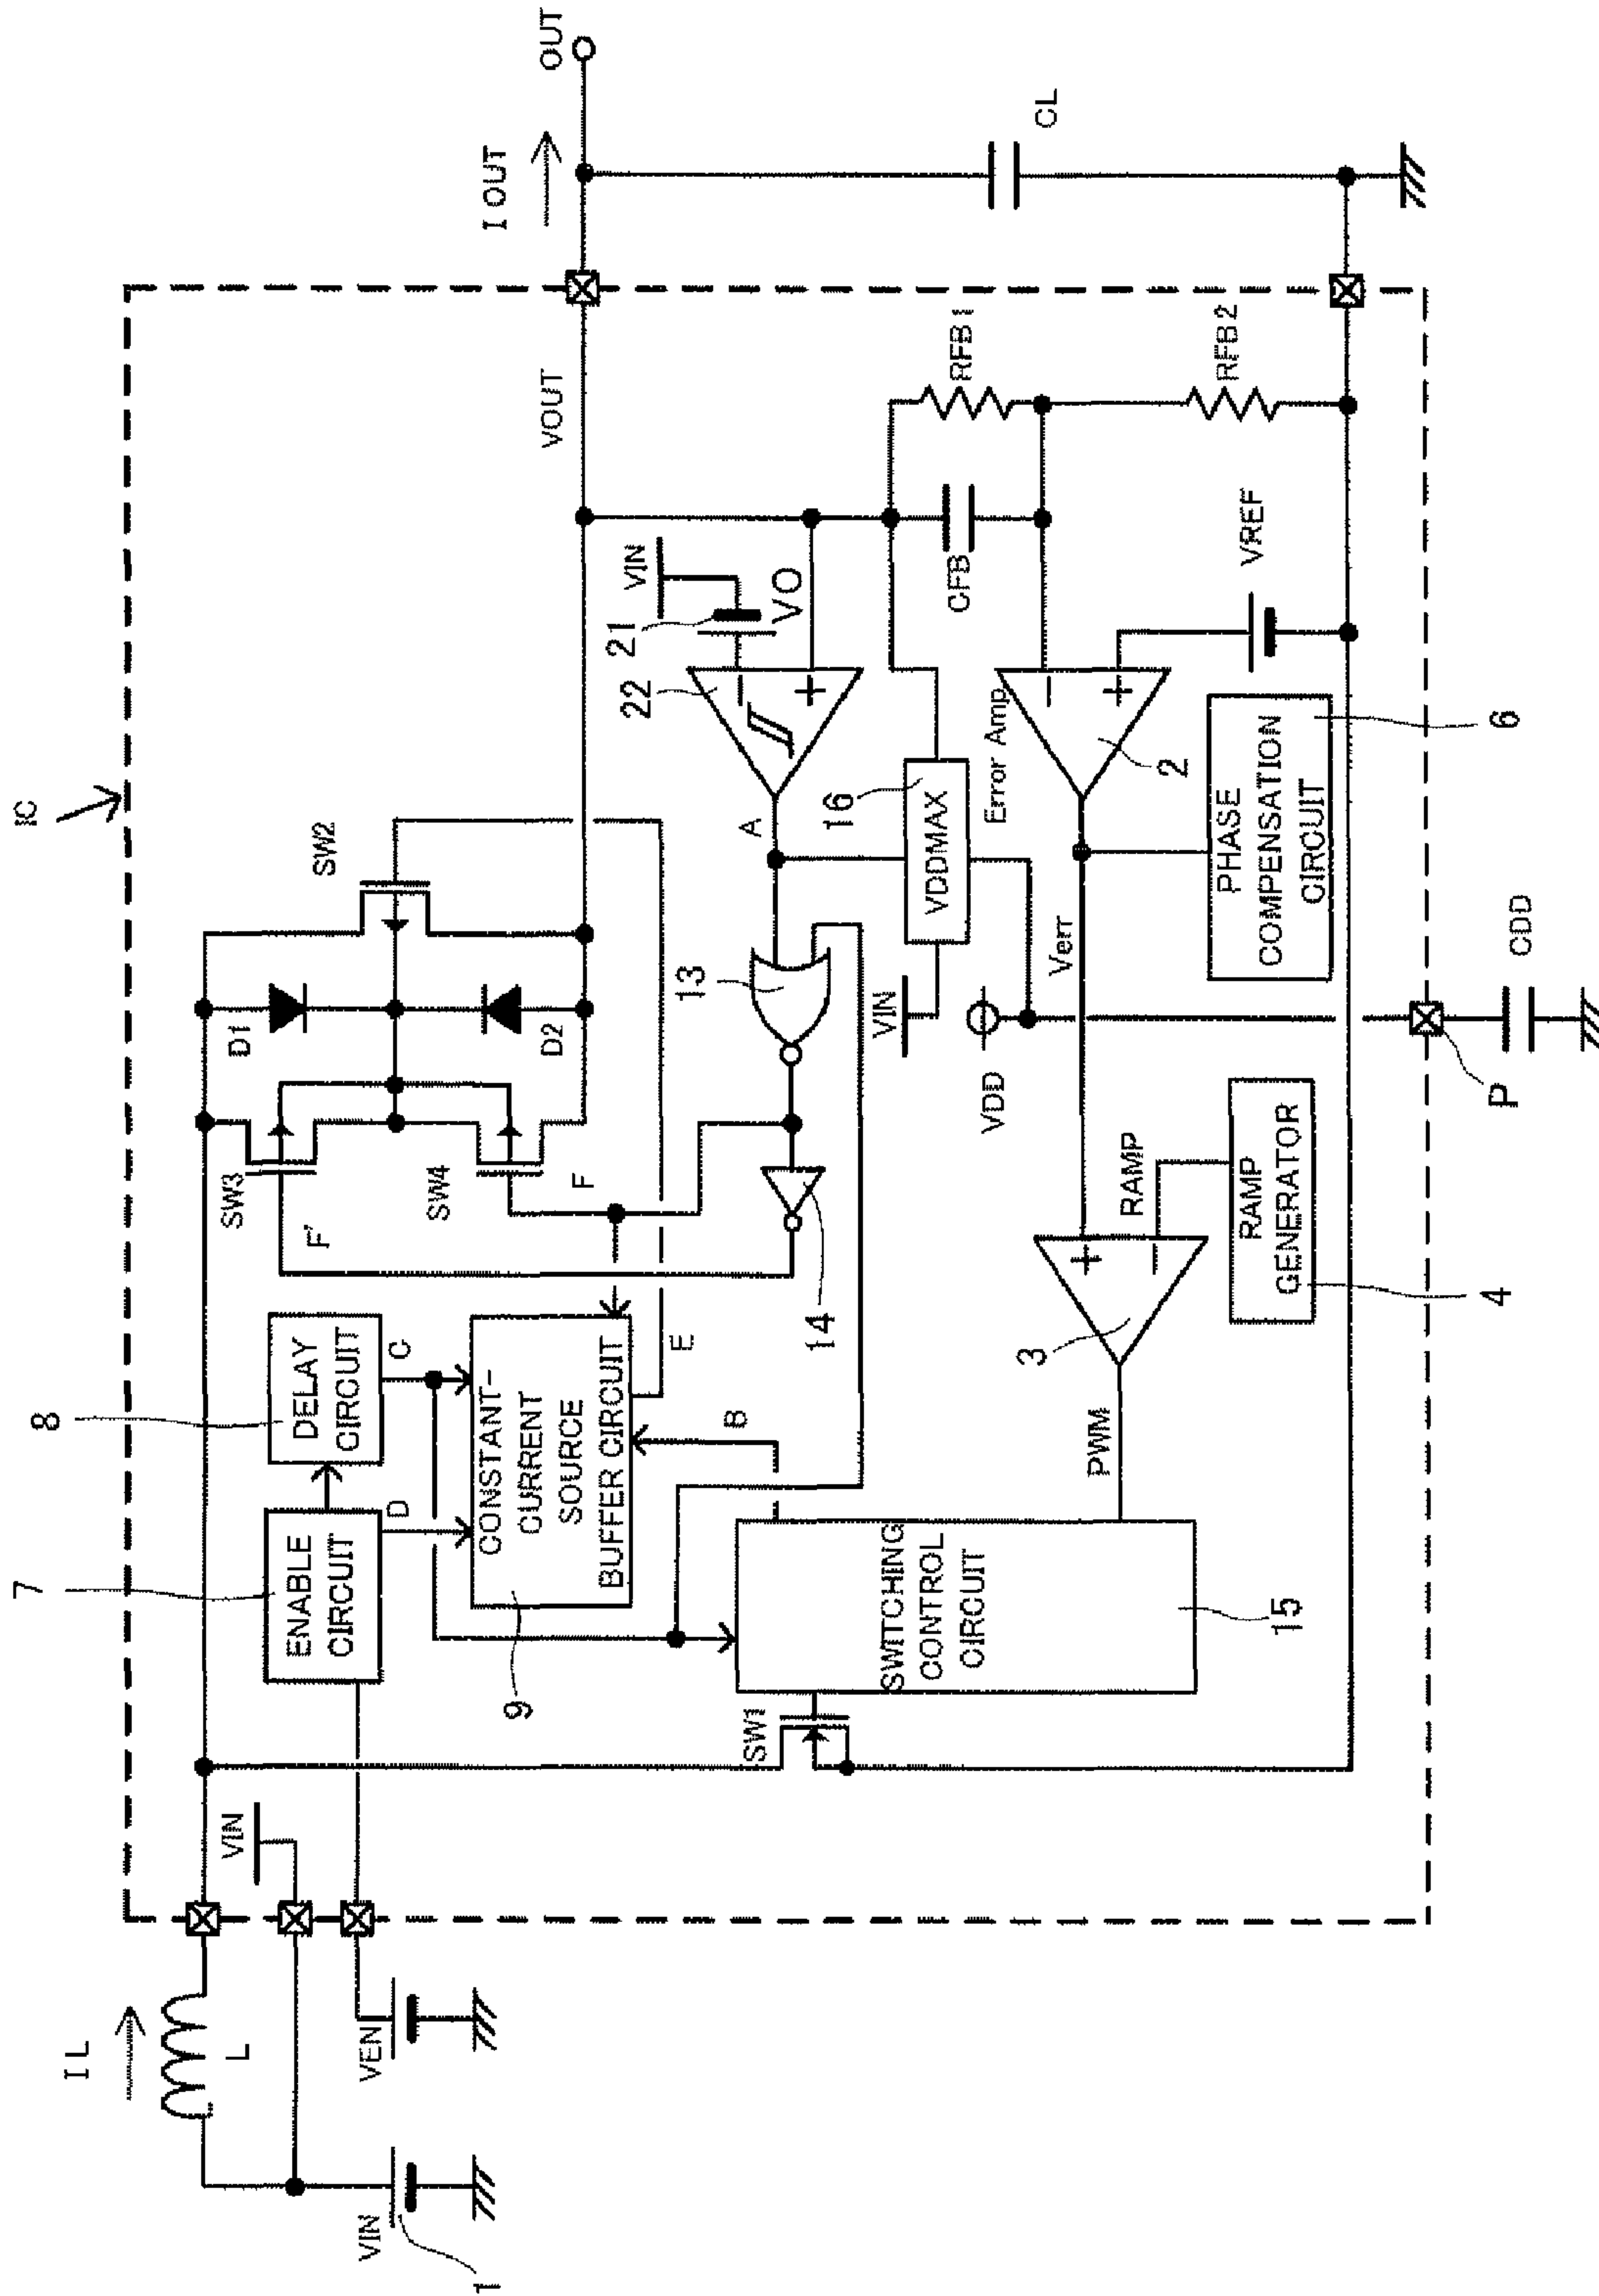 IC
I L
L
VIN
1
VEN
VIN
7
ENABLE
CIRCUIT
8
DELAY
CIRCUIT
D
C
9
CONSTANT-
CURRENT
SOURCE
BUFFER CIRCUIT
E
B
F'
F
SW3
SW4
D1
D2
SW2
VOUT
I OUT
OUT
CL
VIN
21
VO
22
A
13
14
16
VDDMAX
VIN
VDD
CFB
RFB1
RFB2
Error Amp
2
VREF
Verr
PHASE
COMPENSATION
CIRCUIT
6
RAMP
RAMP
GENERATOR
4
3
PWM
SWITCHING
CONTROL
CIRCUIT
15
SW1
P
CDD